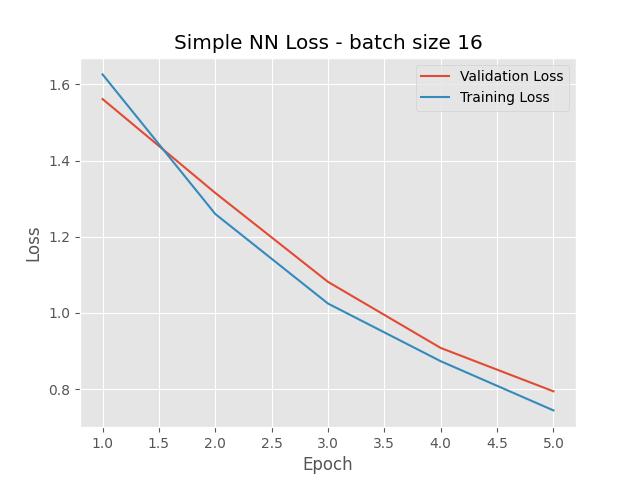 Simple NN Loss - batch size 16
Validation Loss
Training Loss
1.6
1.4
1.2
1.0
0.8
Loss
1.0 1.5 2.0 2.5 3.0 3.5 4.0 4.5 5.0
Epoch